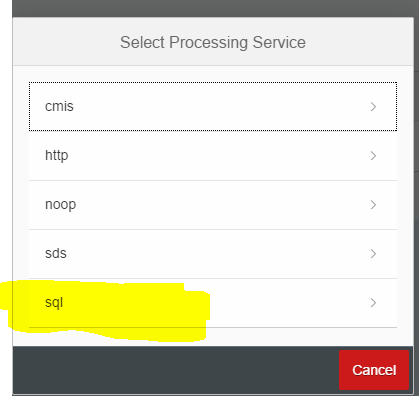 Select Processing Service
cmis
http
noop
sds
sql
Cancel